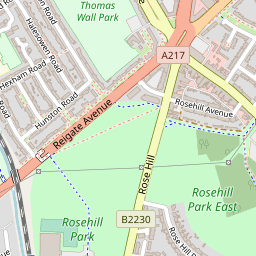 Thomas
Wall Park
Halesowen Road
A217
Hexham Road
Hunston Road
Rosehill Avenue
Reigate Avenue
Rose Hill
Rosehill
Park East
B2230
Rosehill
Park